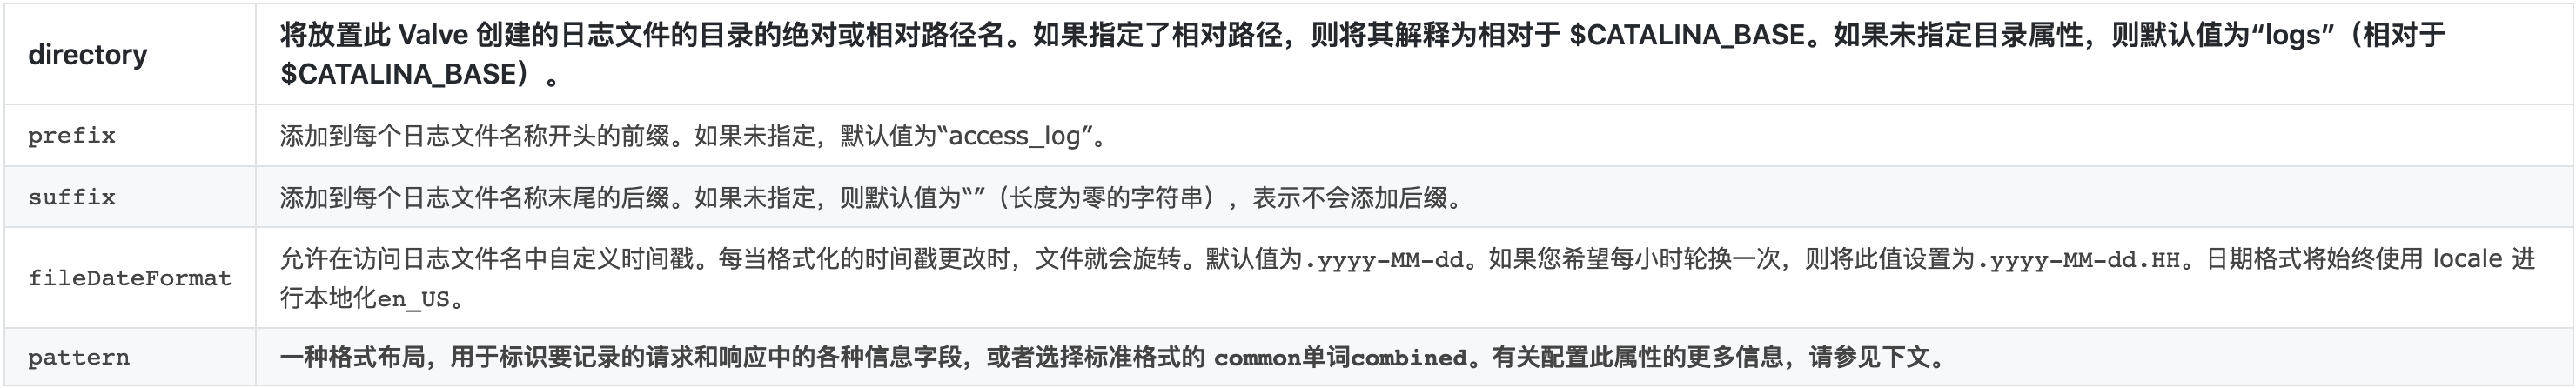 directory
将放置此 Valve 创建的日志文件的目录的绝对或相对路径名。如果指定了相对路径，则将其解释为相对于 $CATALINA_BASE。如果未指定目录属性，则默认值为“logs”（相对于
$CATALINA_BASE）。
prefix
添加到每个日志文件名称开头的前缀。如果未指定，默认值为“access_log”。
suffix
添加到每个日志文件名称末尾的后缀。如果未指定，则默认值为“”（长度为零的字符串），表示不会添加后缀。
fileDateFormat
允许在访问日志文件名中自定义时间戳。每当格式化的时间戳更改时，文件就会旋转。默认值为.yyyy-MM-dd。如果您希望每小时轮换一次，则将此值设置为.yyyy-MM-dd.HH。日期格式将始终使用 locale 进
行本地化en_US。
pattern
一种格式布局，用于标识要记录的请求和响应中的各种信息字段，或者选择标准格式的 common单词combined。有关配置此属性的更多信息，请参见下文。